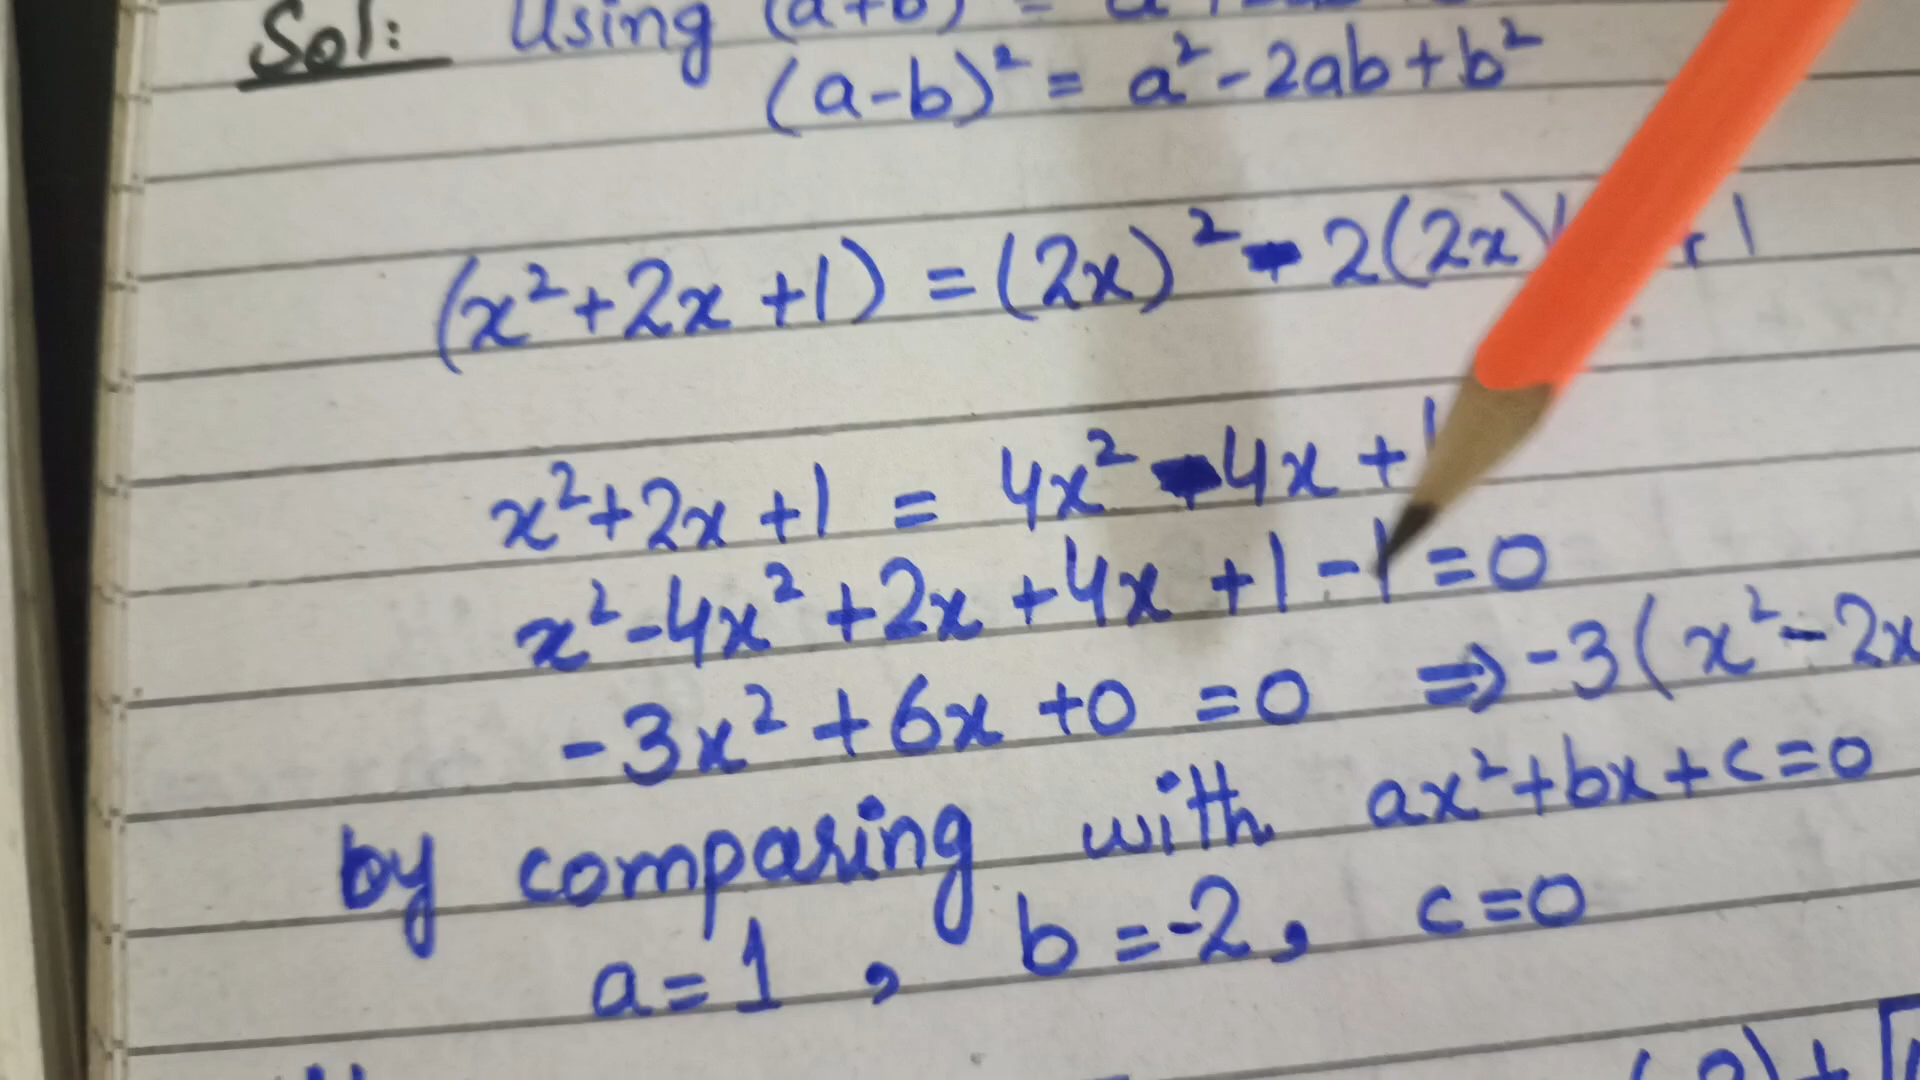 Sol: Using (a+b) = a
(a-b)² = a² - 2ab + b²
(x²+2x+1) = (2x)² - 2(2x)( + 1
x²+2x+1 = 4x² - 4x + 1
x²-4x²+2x+4x+1-1=0
-3x²+6x+0=0 ⇒ -3(x²-2x
by comparing with ax²+bx+c=0
a=1, b=-2, c=0